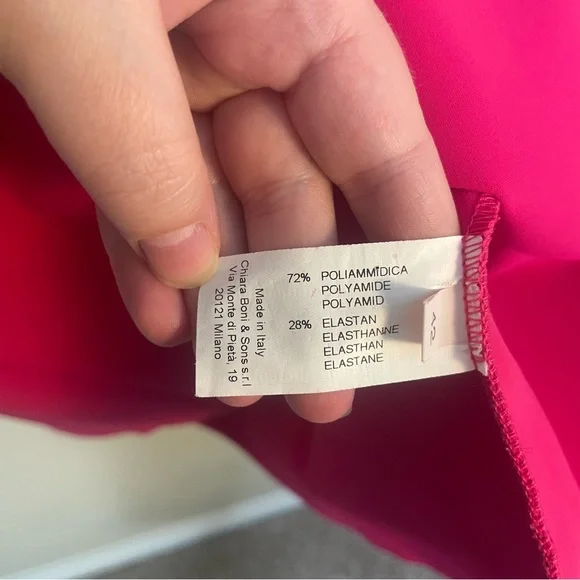 72% POLIAMMIDICA
POLYAMIDE
POLYAMID
28% ELASTAN
ELASTHANNE
ELASTHAN
ELASTANE
Made in Italy
Chiara Boni & Sons s.r.l
Via Monte di Pietà, 19
20121 Milano